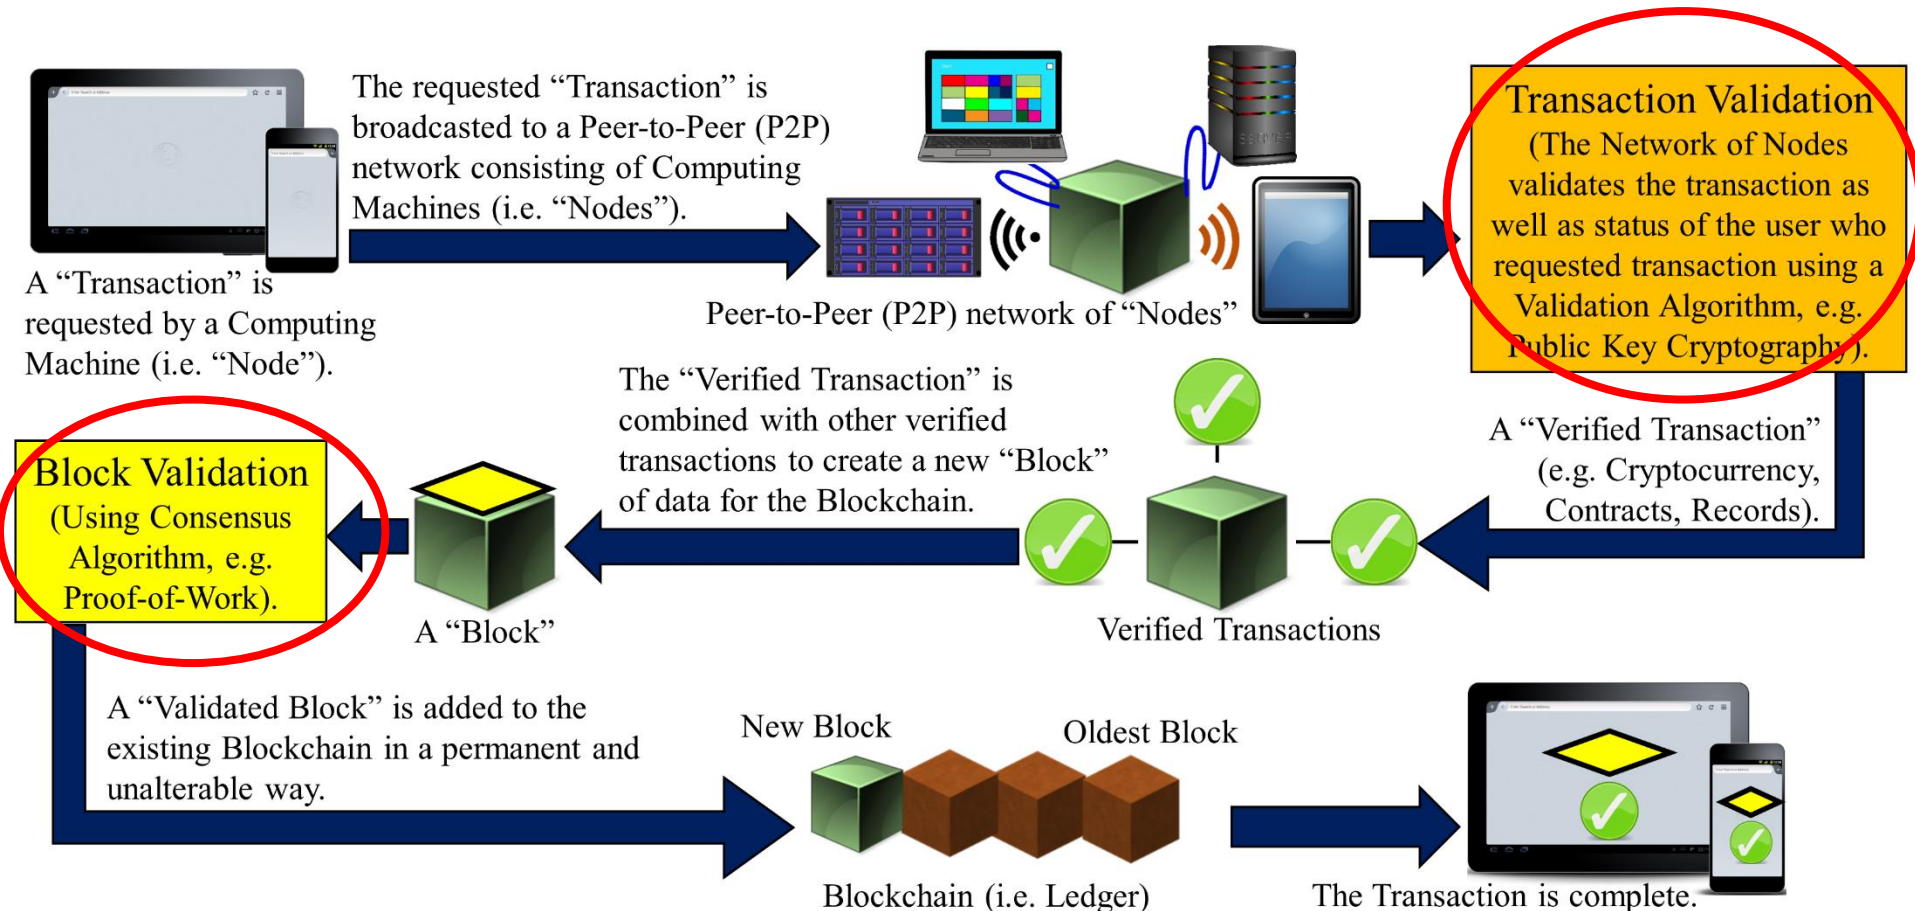 A “Transaction” is
requested by a Computing
Machine (i.e. “Node”).
The requested “Transaction” is
broadcasted to a Peer-to-Peer (P2P)
network consisting of Computing
Machines (i.e. “Nodes”).
SERVER
Peer-to-Peer (P2P) network of “Nodes”
Transaction Validation
(The Network of Nodes
validates the transaction as
well as status of the user who
requested transaction using a
Validation Algorithm, e.g.
Public Key Cryptography).
A “Verified Transaction”
(e.g. Cryptocurrency,
Contracts, Records).
Verified Transactions
The “Verified Transaction” is
combined with other verified
transactions to create a new “Block”
of data for the Blockchain.
A “Block”
Block Validation
(Using Consensus
Algorithm, e.g.
Proof-of-Work).
A “Validated Block” is added to the
existing Blockchain in a permanent and
unalterable way.
New Block
Oldest Block
Blockchain (i.e. Ledger)
The Transaction is complete.